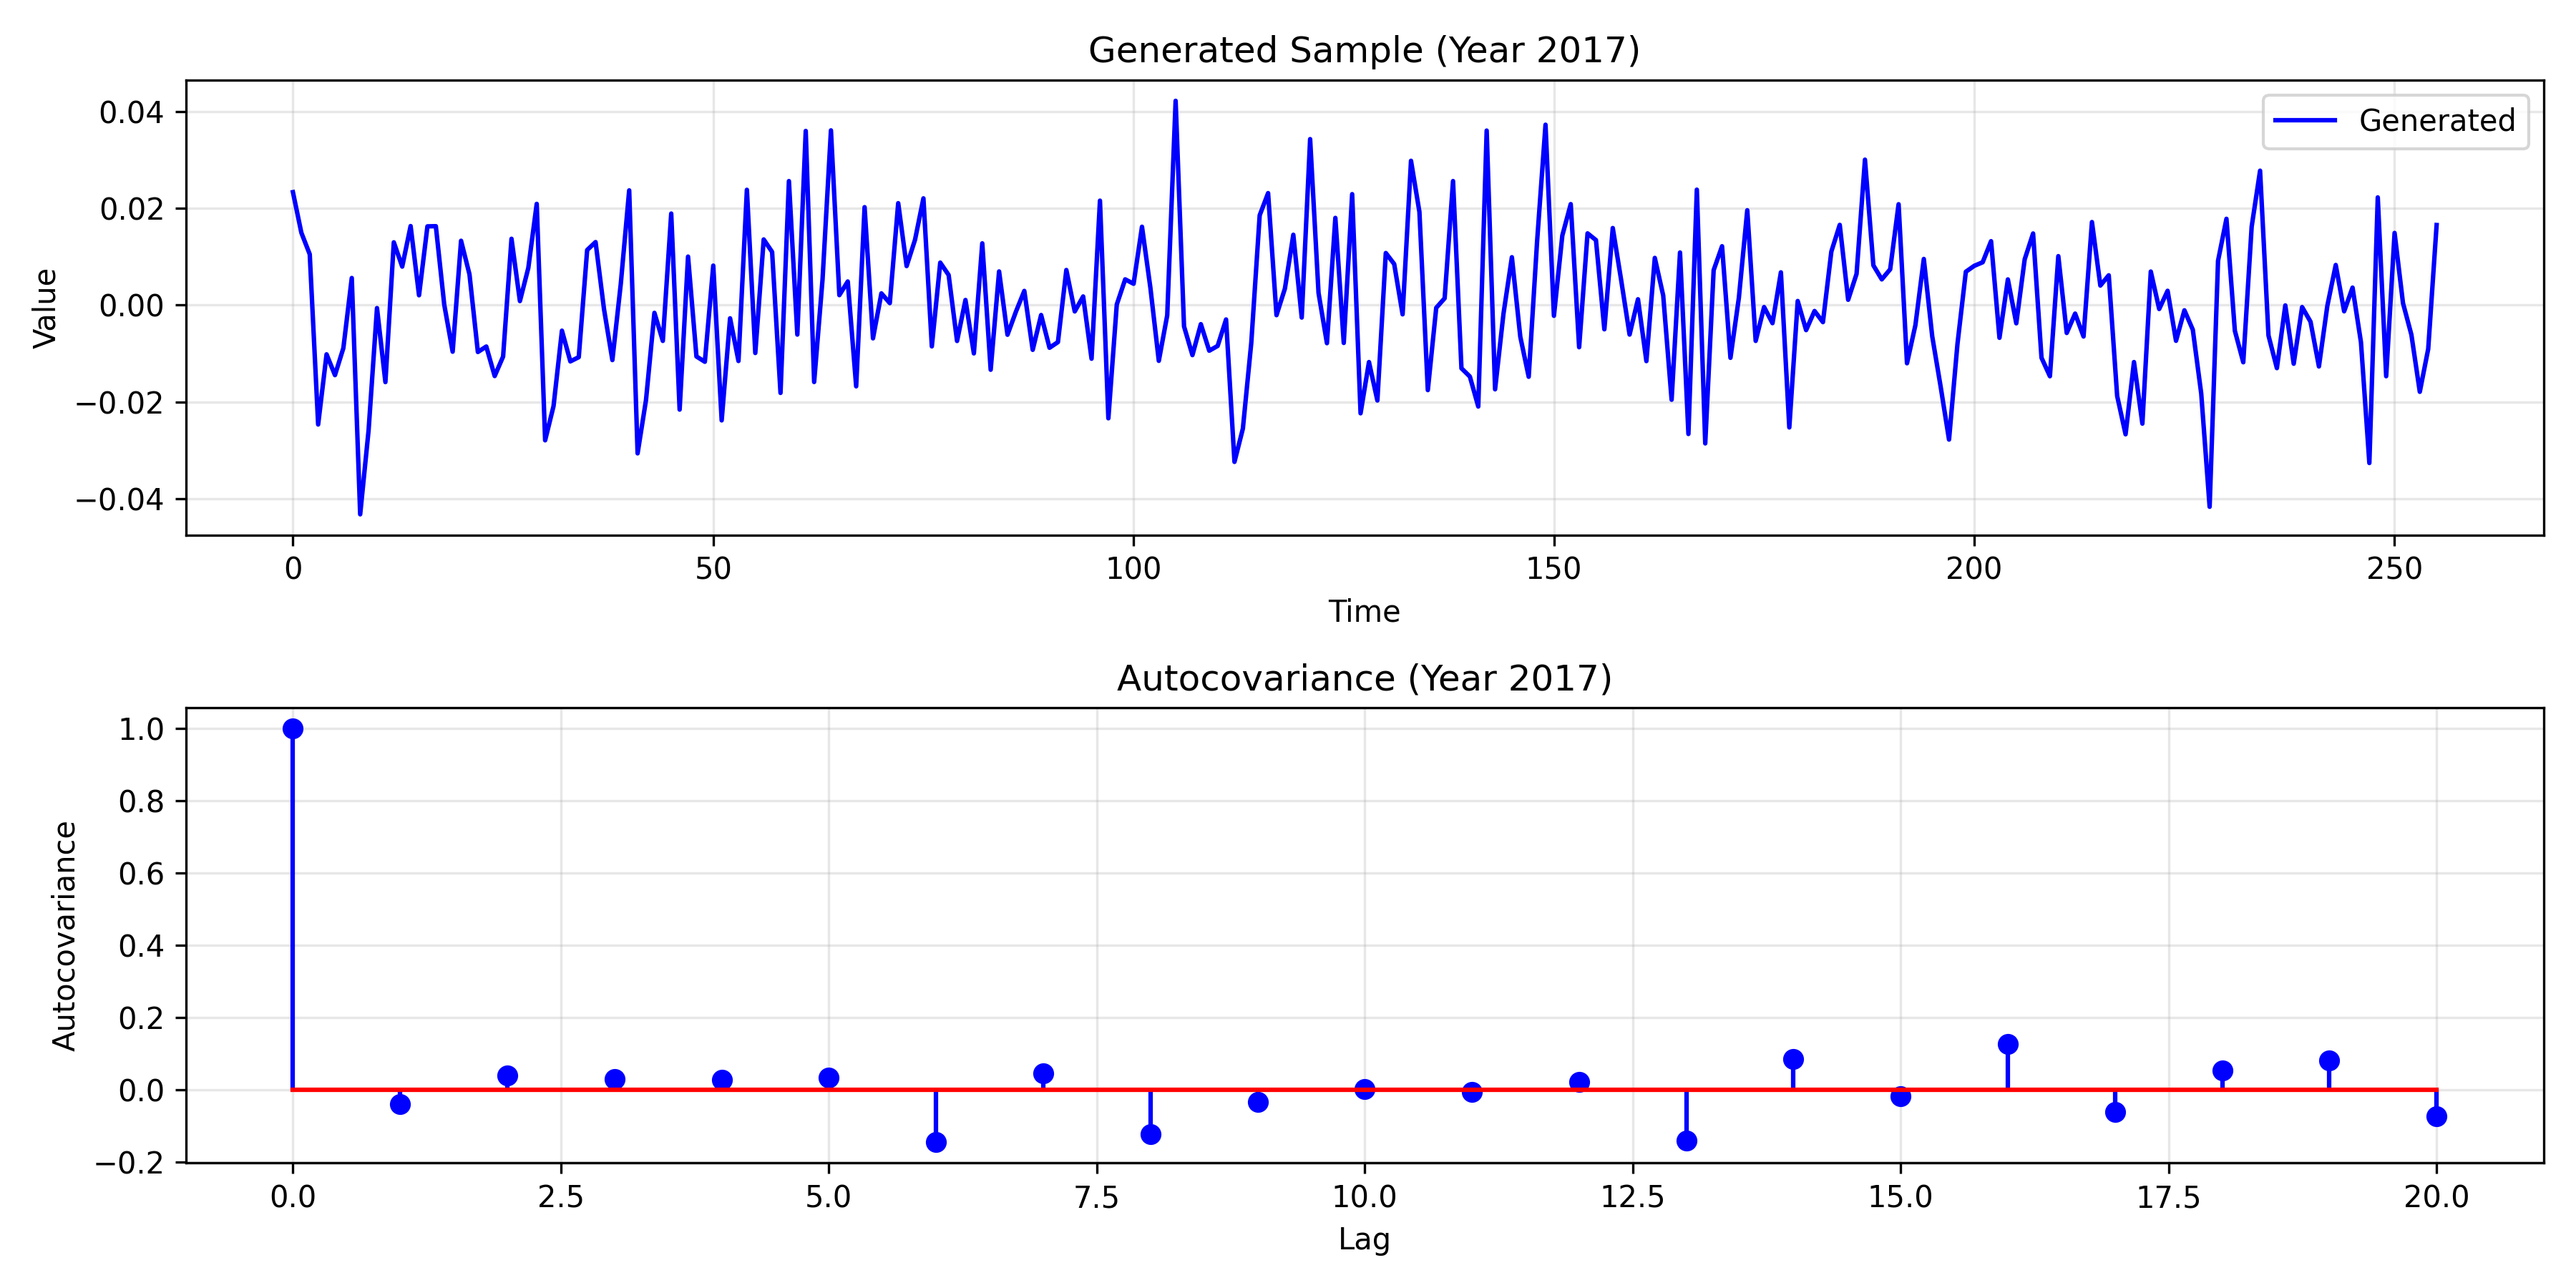 Generated Sample (Year 2017)
0.04
0.02
0.00
−0.02
−0.04
Value
Generated
0 50 100 150 200 250
Time
Autocovariance (Year 2017)
1.0
0.8
0.6
0.4
0.2
0.0
−0.2
Autocovariance
0.0 2.5 5.0 7.5 10.0 12.5 15.0 17.5 20.0
Lag